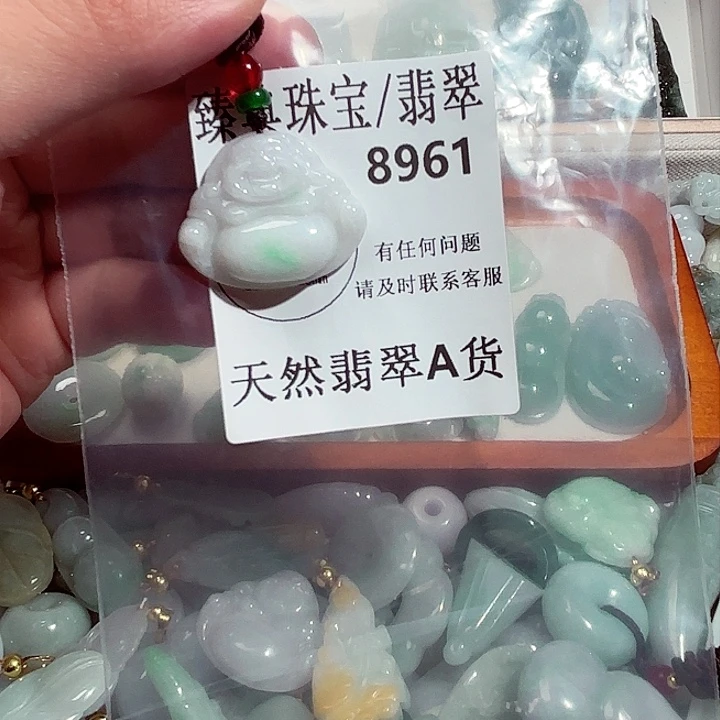 臻真珠宝/翡翠
8961
有任何问题
请及时联系客服
天然翡翠A货